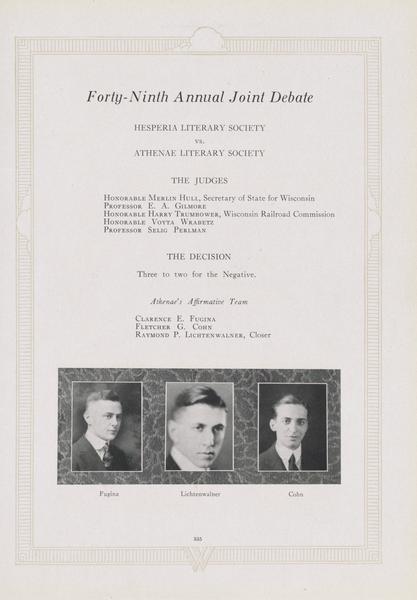 Forty-Ninth Annual Joint Debate
HESPERIA LITERARY SOCIETY
vs.
ATHENAE LITERARY SOCIETY
THE JUDGES
HONORABLE MERLIN HULL, Secretary of State for Wisconsin
PROFESSOR E. A. GILMORE
HONORABLE HARRY TRUMBOWER, Wisconsin Railroad Commission
HONORABLE VOYTA WRABETZ
PROFESSOR SELIG PERLMAN
THE DECISION
Three to two for the Negative.
Athenae's Affirmative Team
CLARENCE E. FUGINA
FLETCHER G. COHN
RAYMOND P. LICHTENWALNER, Closer
Fugina Lichtenwalner Cohn
335
W